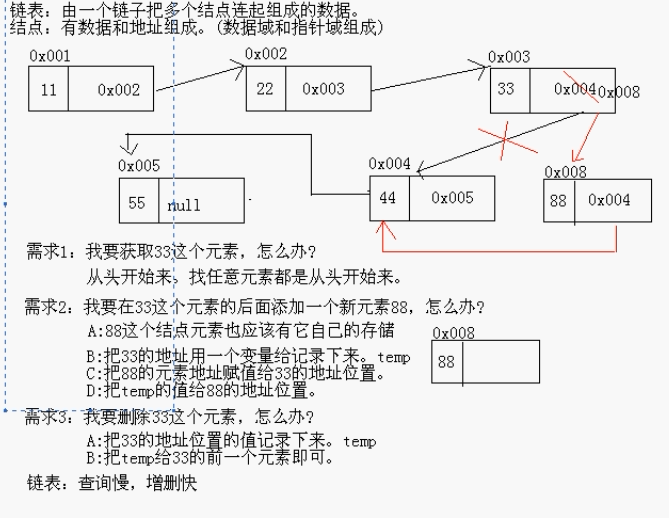 链表：由一个链子把多个结点连起组成的数据。
结点：有数据和地址组成。(数据域和指针域组成)
0x001
0x002
0x003
11 0x002
22 0x003
33 0x004 0x008
0x005
0x004
0x008
55 null
44 0x005
88 0x004
需求1：我要获取33这个元素，怎么办?
从头开始来，找任意元素都是从头开始来。
需求2：我要在33这个元素的后面添加一个新元素88，怎么办?
A:88这个结点元素也应该有它自己的存储
0x008
88
B:把33的地址用一个变量给记录下来。temp
C:把88的元素地址赋值给33的地址位置。
D:把temp的值给88的地址位置。
需求3：我要删除33这个元素，怎么办?
A:把33的地址位置的值记录下来。temp
B:把temp给33的前一个元素即可。
链表：查询慢，增删快